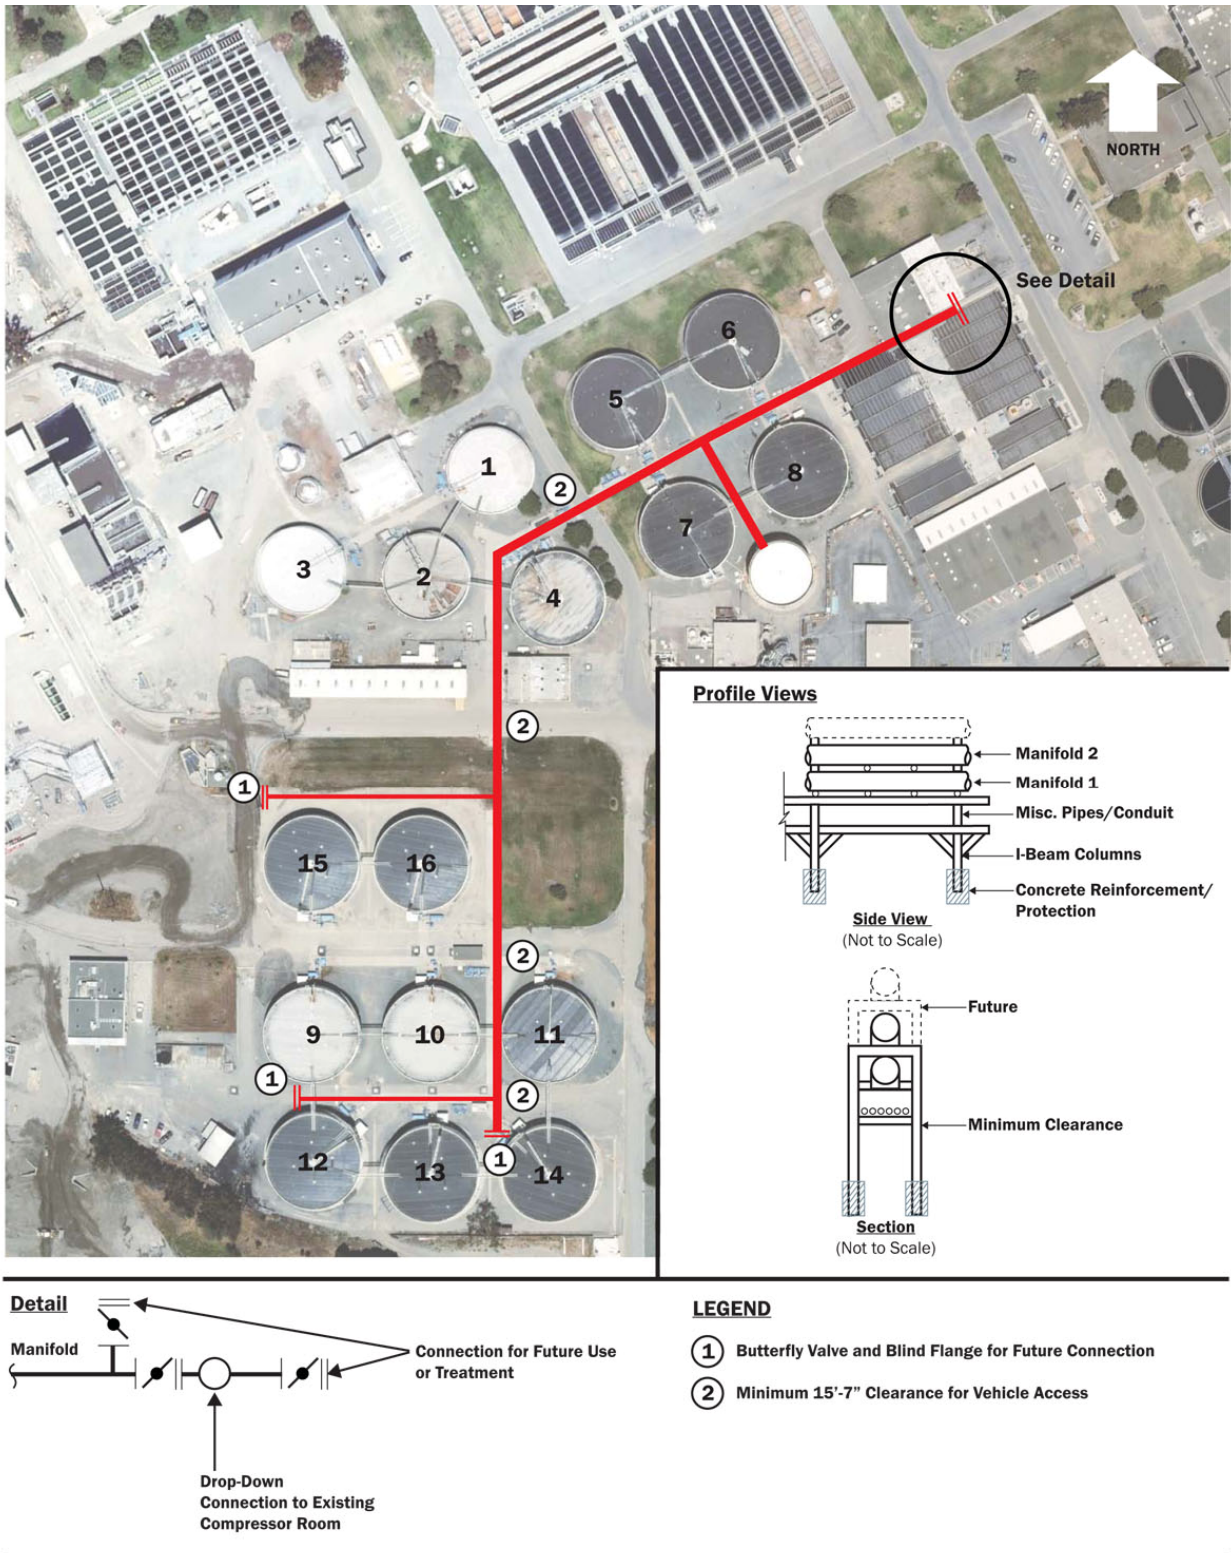 NORTH
See Detail
6
5
8
1
2
7
3
2
4
2
1
15
16
2
9
10
11
1
2
12
13
1
14
Profile Views
Manifold 2
Manifold 1
Misc. Pipes/Conduit
I-Beam Columns
Concrete Reinforcement/
Protection
Side View
(Not to Scale)
Future
Minimum Clearance
Section
(Not to Scale)
Detail
Manifold
Connection for Future Use
or Treatment
Drop-Down
Connection to Existing
Compressor Room
LEGEND
1 Butterfly Valve and Blind Flange for Future Connection
2 Minimum 15'-7” Clearance for Vehicle Access